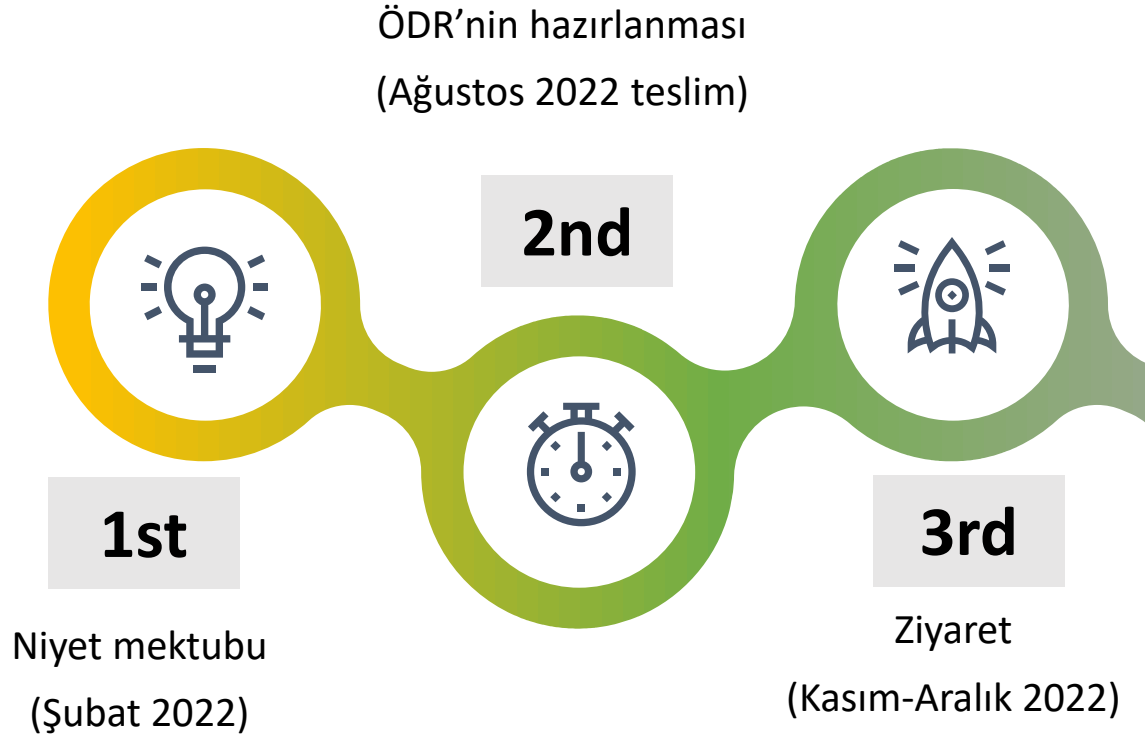 ÖDR’nin hazırlanması
(Ağustos 2022 teslim)
2nd
1st
3rd
Niyet mektubu
(Şubat 2022)
Ziyaret
(Kasım-Aralık 2022)